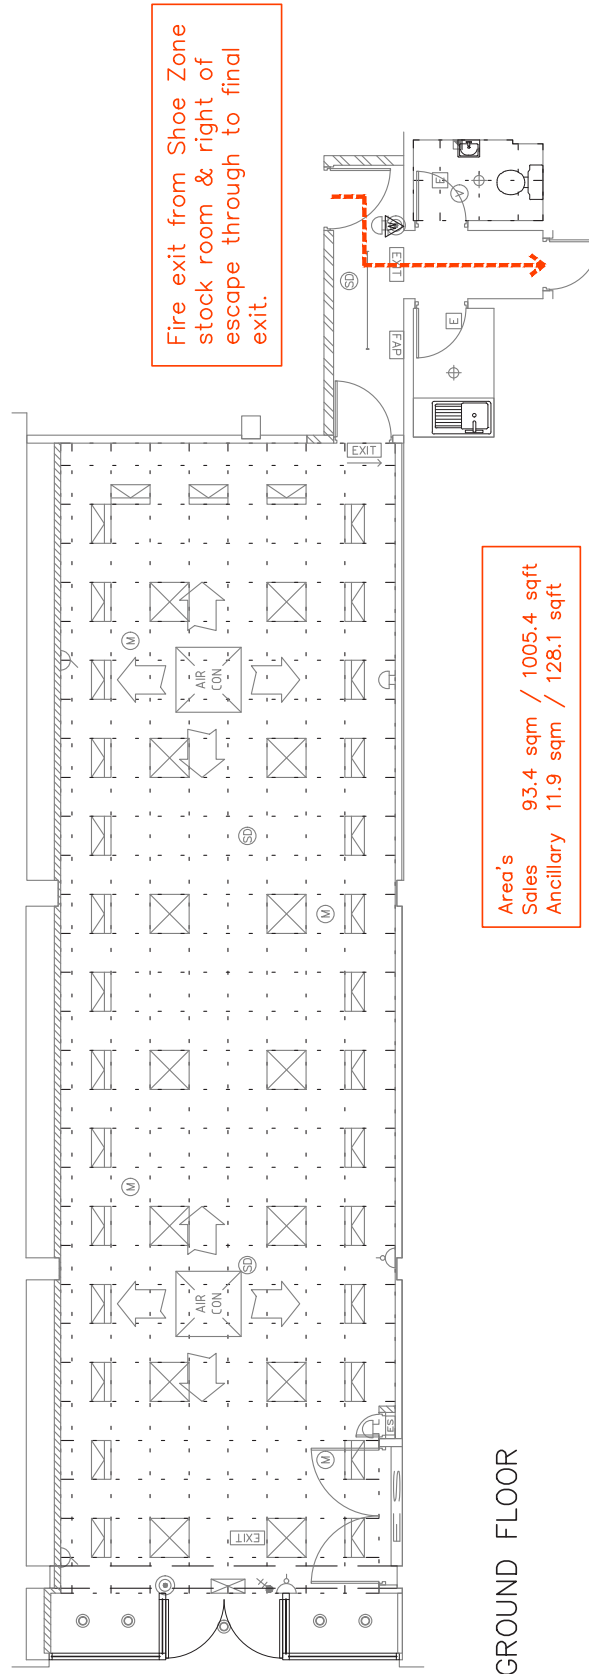 Fire exit from Shoe Zone
stock room & right of
escape through to final
exit.
E
A
SD
EXIT
FAP
E
EXIT
M
AIR
CON
SD
M
Area's
Sales 93.4 sqm / 1005.4 sqft
Ancillary 11.9 sqm / 128.1 sqft
M
SD
AIR
CON
ES
M
EXIT
GROUND FLOOR